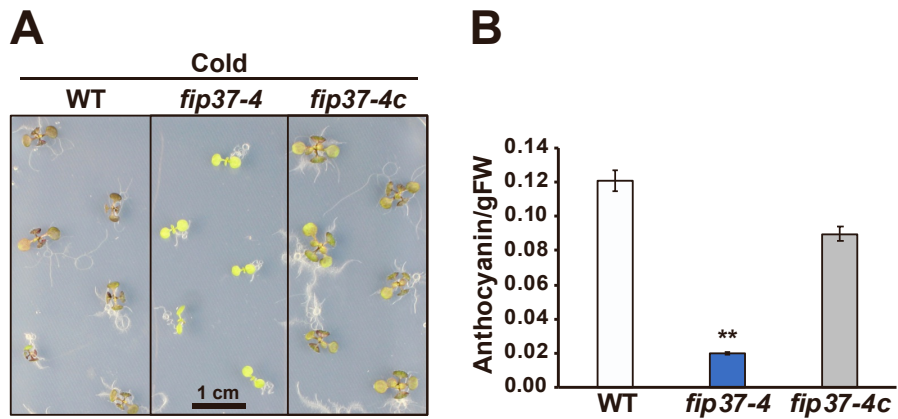 A
Cold
WT fip37-4 fip37-4c
1 cm
B
Anthocyanin/gFW
0.14
0.12
0.10
0.08
0.06
0.04
0.02
0.00
**
WT fip37-4 fip37-4c